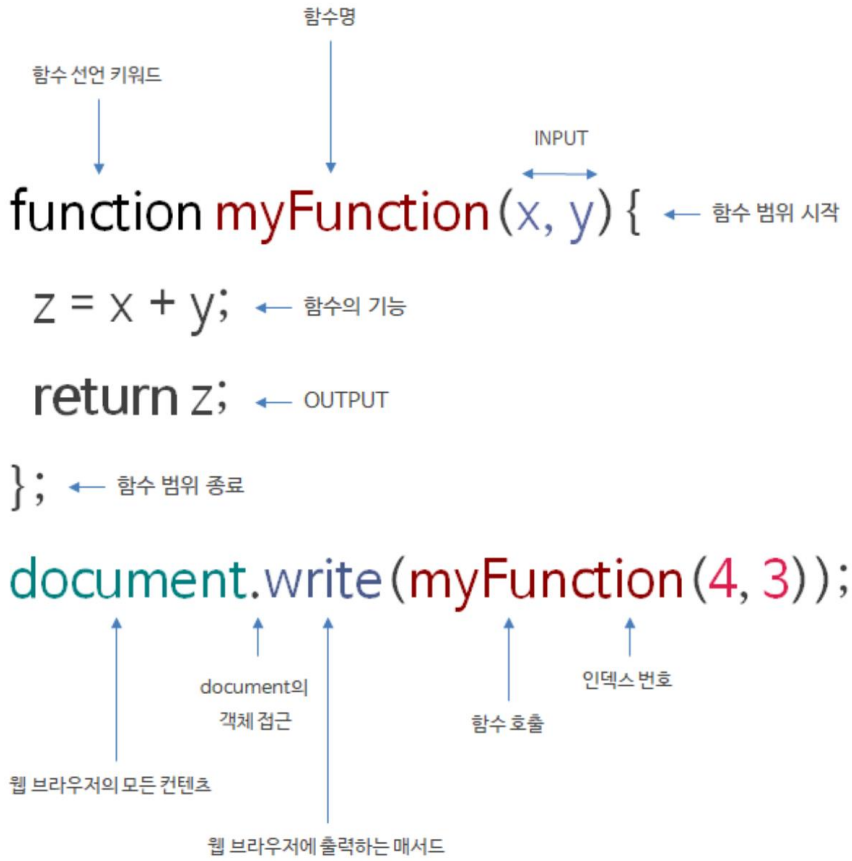 함수명
함수 선언 키워드
INPUT
function myFunction(x, y) {
함수 범위 시작
z = x + y;
함수의 기능
return z;
OUTPUT
};
함수 범위 종료
document.write(myFunction(4, 3));
document의
객체 접근
인덱스 번호
함수 호출
웹 브라우저의 모든 컨텐츠
웹 브라우저에 출력하는 매서드